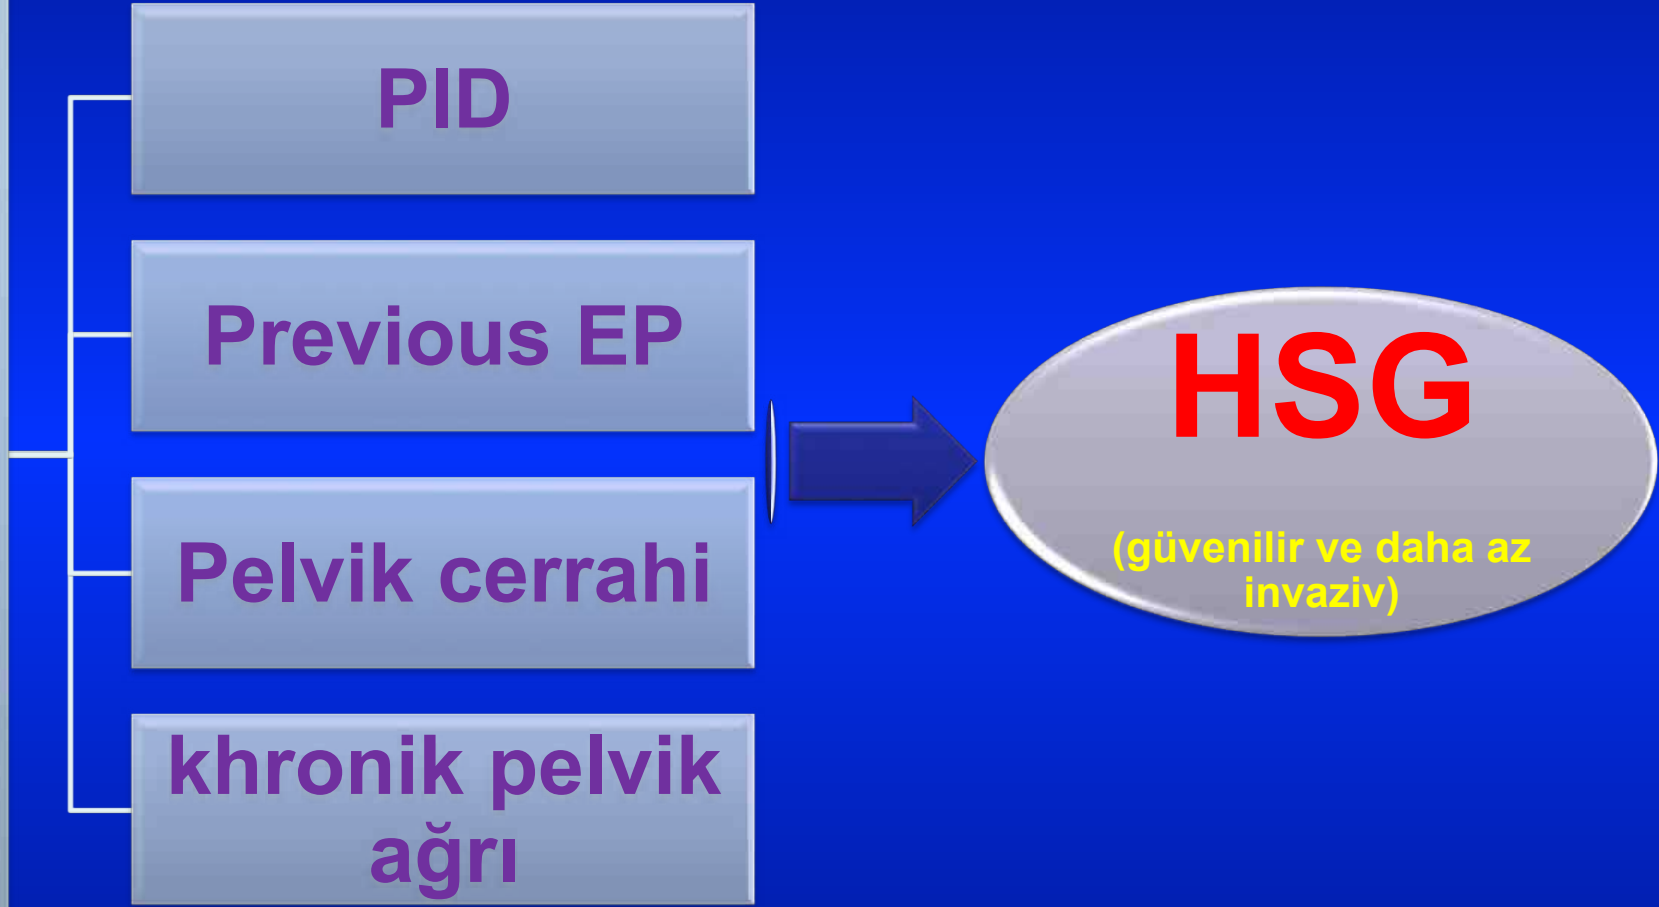 PID
Previous EP
Pelvik cerrahi
khronik pelvik
ağrı
HSG
(güvenilir ve daha az
invaziv)